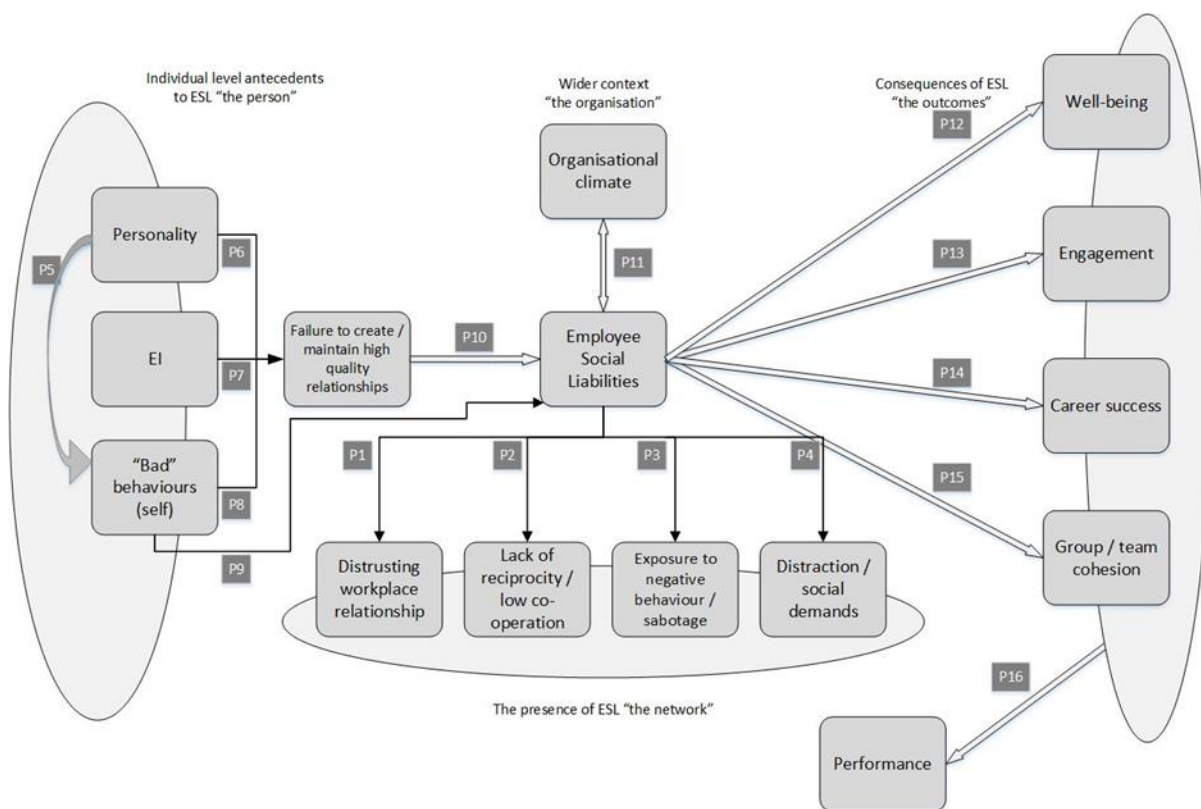 Individual level antecedents
to ESL “the person”
Wider context
“the organisation”
Consequences of ESL
“the outcomes”
Well-being
P12
Organisational
climate
Personality
P6
P5
P11
P13
Engagement
EI
P7
Failure to create /
maintain high
quality
relationships
P10
Employee
Social
Liabilities
P14
Career success
“Bad”
behaviours
(self)
P8
P9
P1
P2
P3
P4
P15
Distrusting
workplace
relationship
Lack of
reciprocity /
low co-
operation
Exposure to
negative
behaviour /
sabotage
Distraction /
social
demands
Group / team
cohesion
The presence of ESL “the network”
P16
Performance